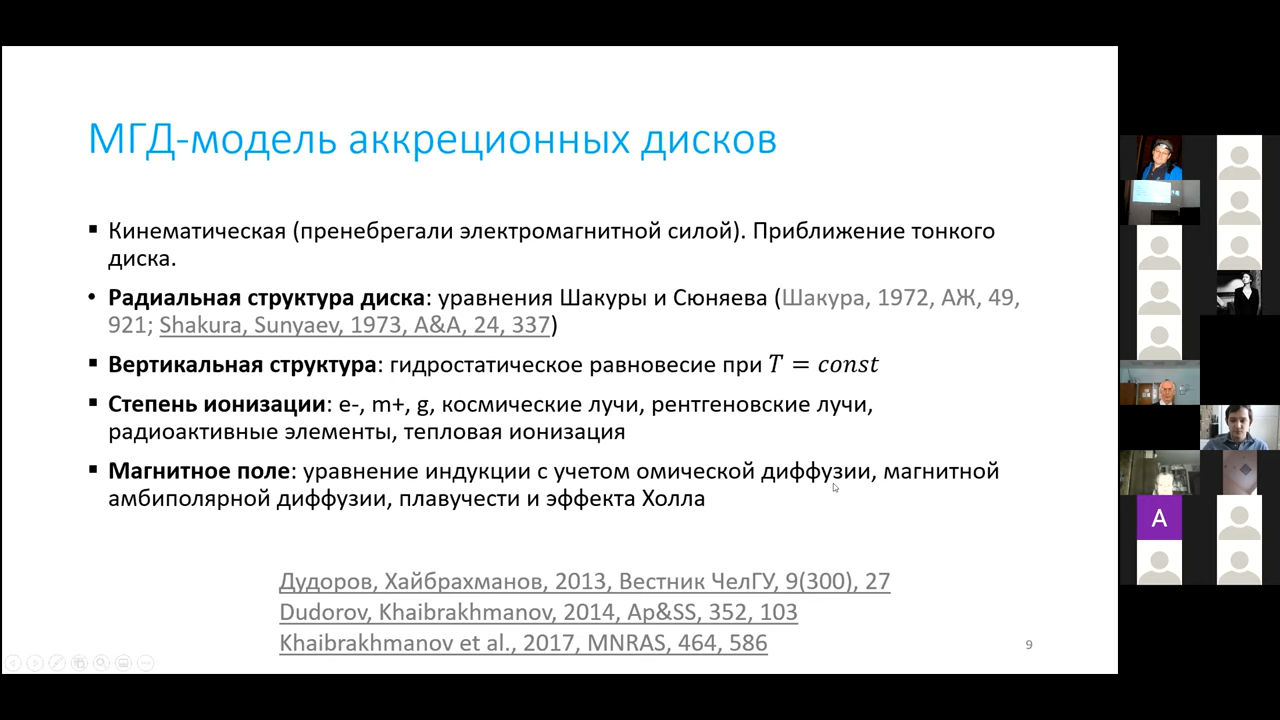 МГД-модель аккреционных дисков
▪ Кинематическая (пренебрегали электромагнитной силой). Приближение тонкого
диска.
• Радиальная структура диска: уравнения Шакуры и Сюняева (Шакура, 1972, АЖ, 49,
921; Shakura, Sunyaev, 1973, A&A, 24, 337)
▪ Вертикальная структура: гидростатическое равновесие при T = const
▪ Степень ионизации: e-, m+, g, космические лучи, рентгеновские лучи,
радиоактивные элементы, тепловая ионизация
▪ Магнитное поле: уравнение индукции с учетом омической диффузии, магнитной
амбиполярной диффузии, плавучести и эффекта Холла
Дудоров, Хайбрахманов, 2013, Вестник ЧелГУ, 9(300), 27
Dudorov, Khaibrakhmanov, 2014, Ap&SS, 352, 103
Khaibrakhmanov et al., 2017, MNRAS, 464, 586
9
A